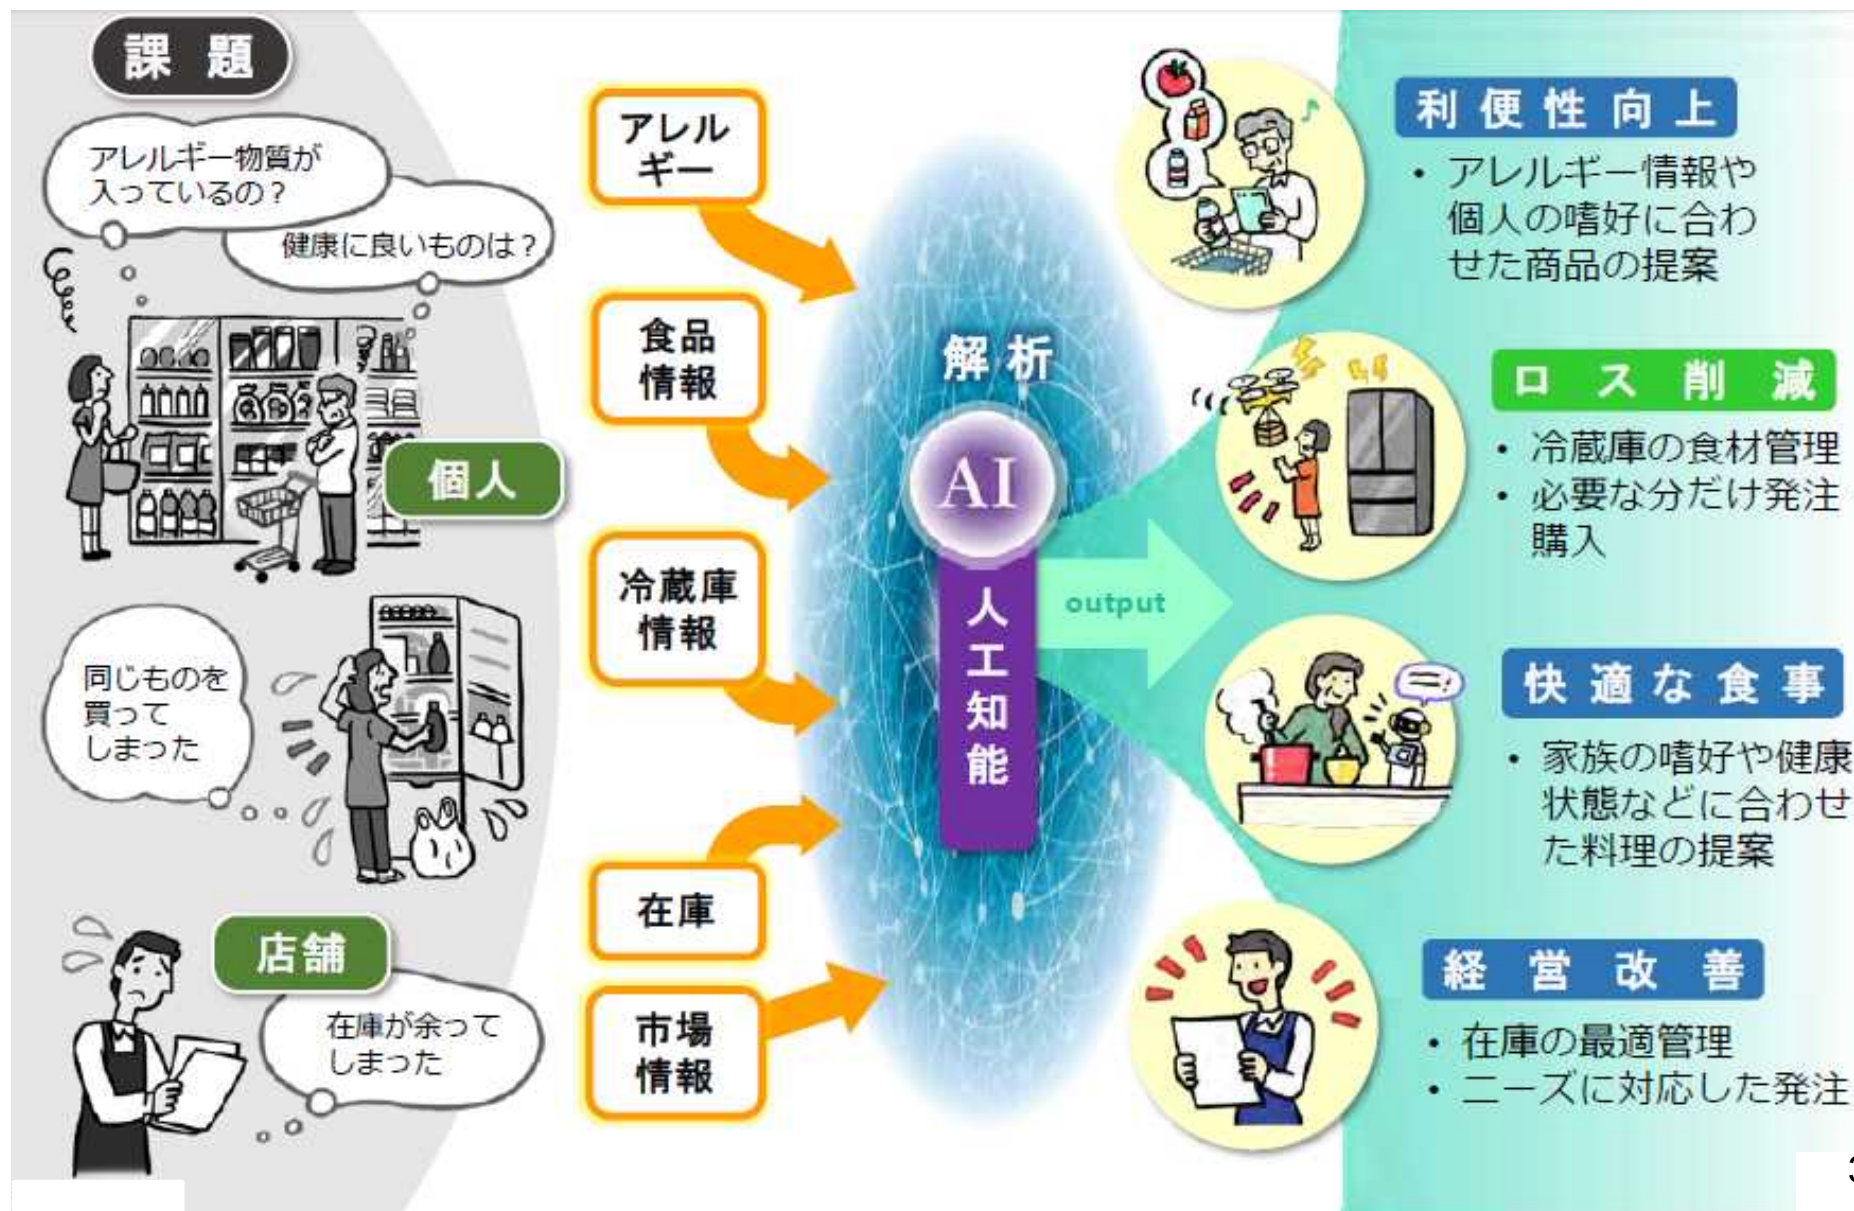 課題
アレルギー物質が
入っているの？
健康に良いものは？
個人
同じものを
買って
しまった
店舗
在庫が余って
しまった
アレル
ギー
食品
情報
冷蔵庫
情報
在庫
市場
情報
解析
AI
人工知能
output
利便性向上
・アレルギー情報や
個人の嗜好に合わ
せた商品の提案
ロス削減
・冷蔵庫の食材管理
・必要な分だけ発注
購入
快適な食事
・家族の嗜好や健康
状態などに合わせ
た料理の提案
経営改善
・在庫の最適管理
・ニーズに対応した発注